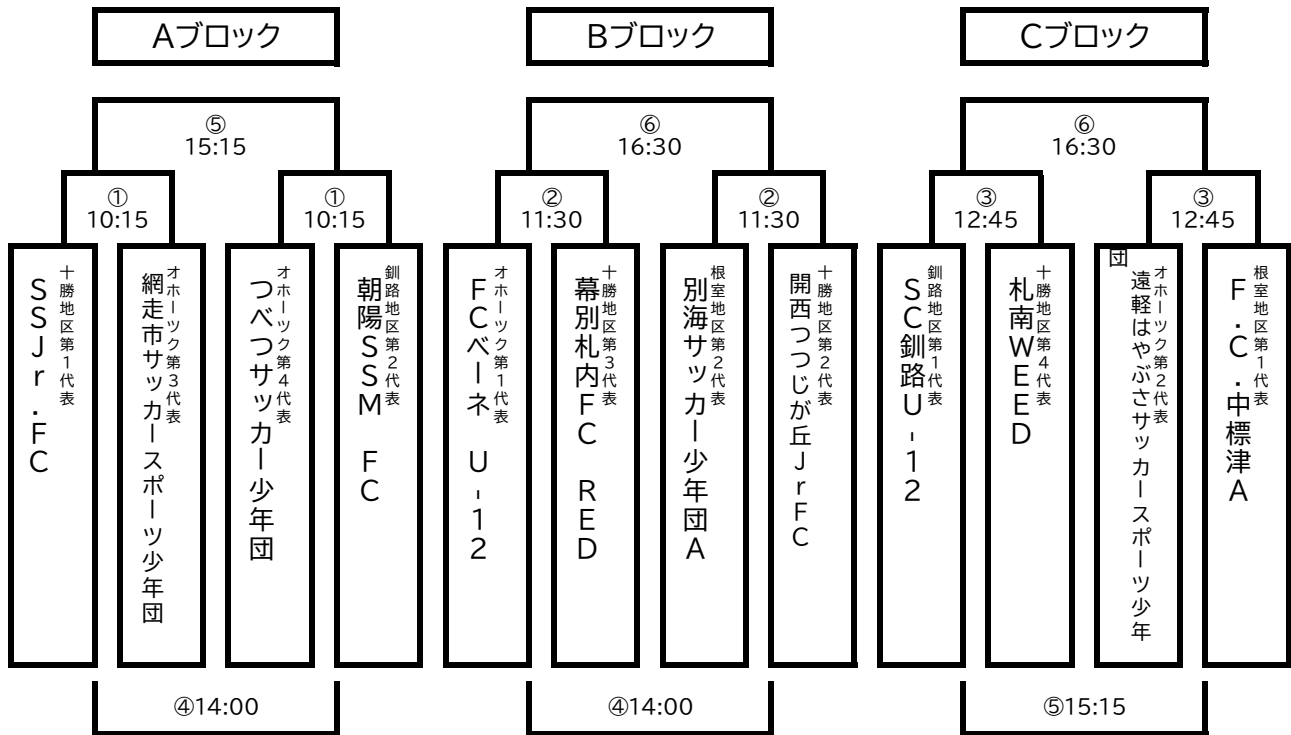 Aブロック
Bブロック
Cブロック
⑤
15:15
⑥
16:30
⑥
16:30
①
10:15
①
10:15
②
11:30
②
11:30
③
12:45
③
12:45
十勝地区第1代表
SSJr.FC
オホーツク第3代表
網走市サッカースポーツ少年団
オホーツク第4代表
つべつサッカー少年団
釧路地区第2代表
朝陽SSM FC
オホーツク第1代表
FCベーネ U-12
十勝地区第3代表
幕別札内FC RED
根室地区第2代表
別海サッカー少年団A
十勝地区第2代表
開西つつじが丘JrFC
釧路地区第1代表
SC釧路U-12
十勝地区第4代表
札南WEED
オホーツク第2代表
遠軽はやぶさサッカースポーツ少年
団
根室地区第1代表
F.C.中標津A
④14:00
④14:00
⑤15:15